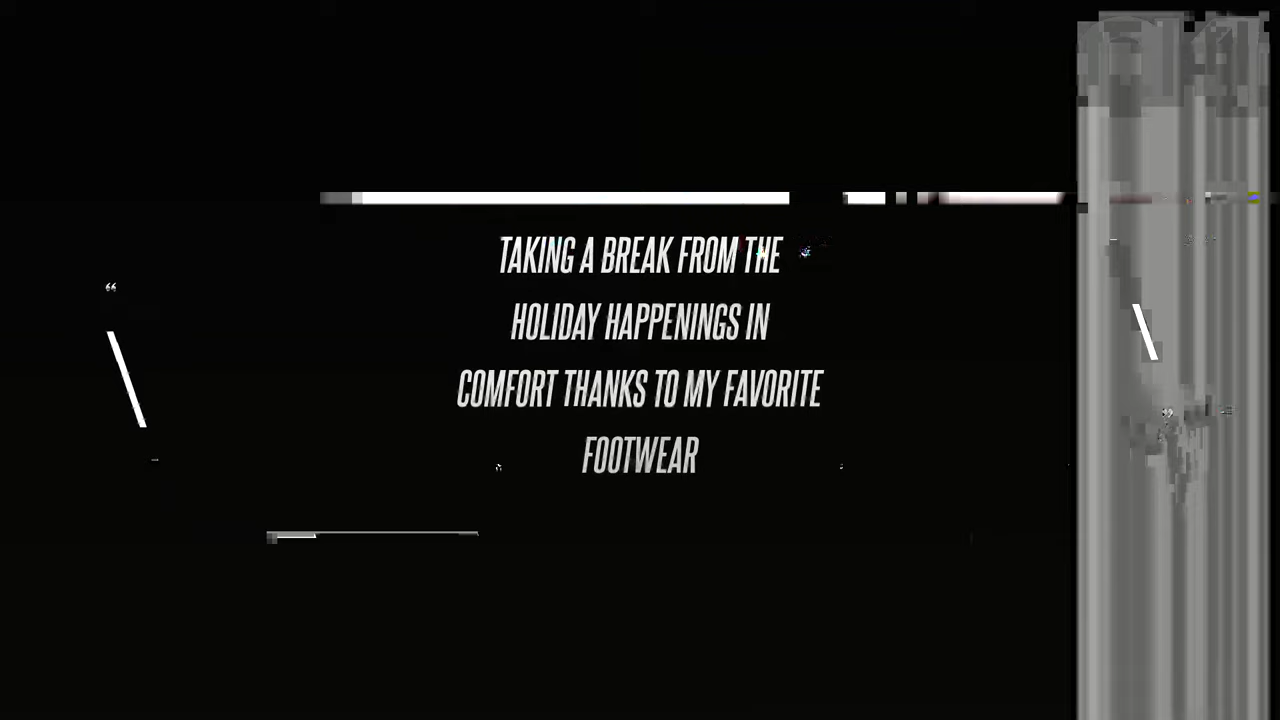 “
TAKING A BREAK FROM THE
HOLIDAY HAPPENINGS IN
COMFORT THANKS TO MY FAVORITE
FOOTWEAR